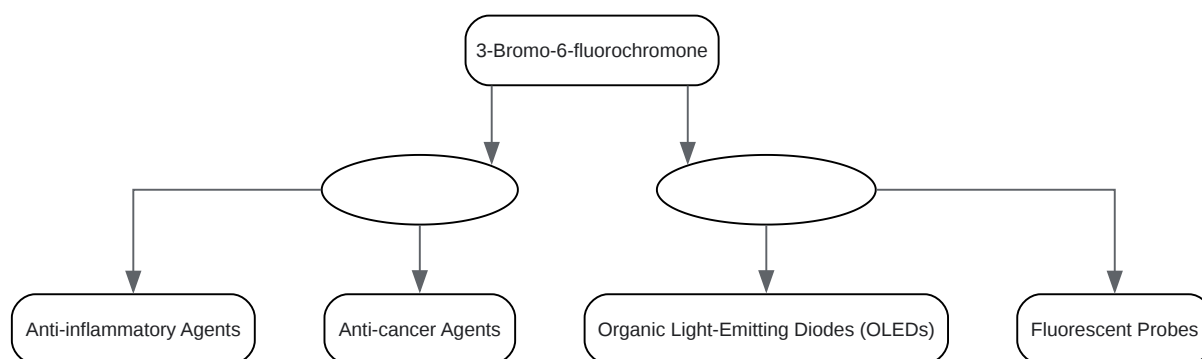 3-Bromo-6-fluorochromone
Anti-inflammatory Agents
Anti-cancer Agents
Organic Light-Emitting Diodes (OLEDs)
Fluorescent Probes